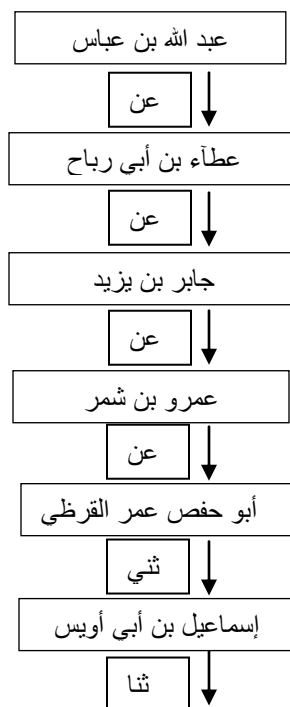 عبد الله بن عباس
عن
عطآء بن أبي رباح
عن
جابر بن يزيد
عن
عمرو بن شمر
عن
أبو حفص عمر القرظي
ثني
إسماعيل بن أبي أويس
ثنا